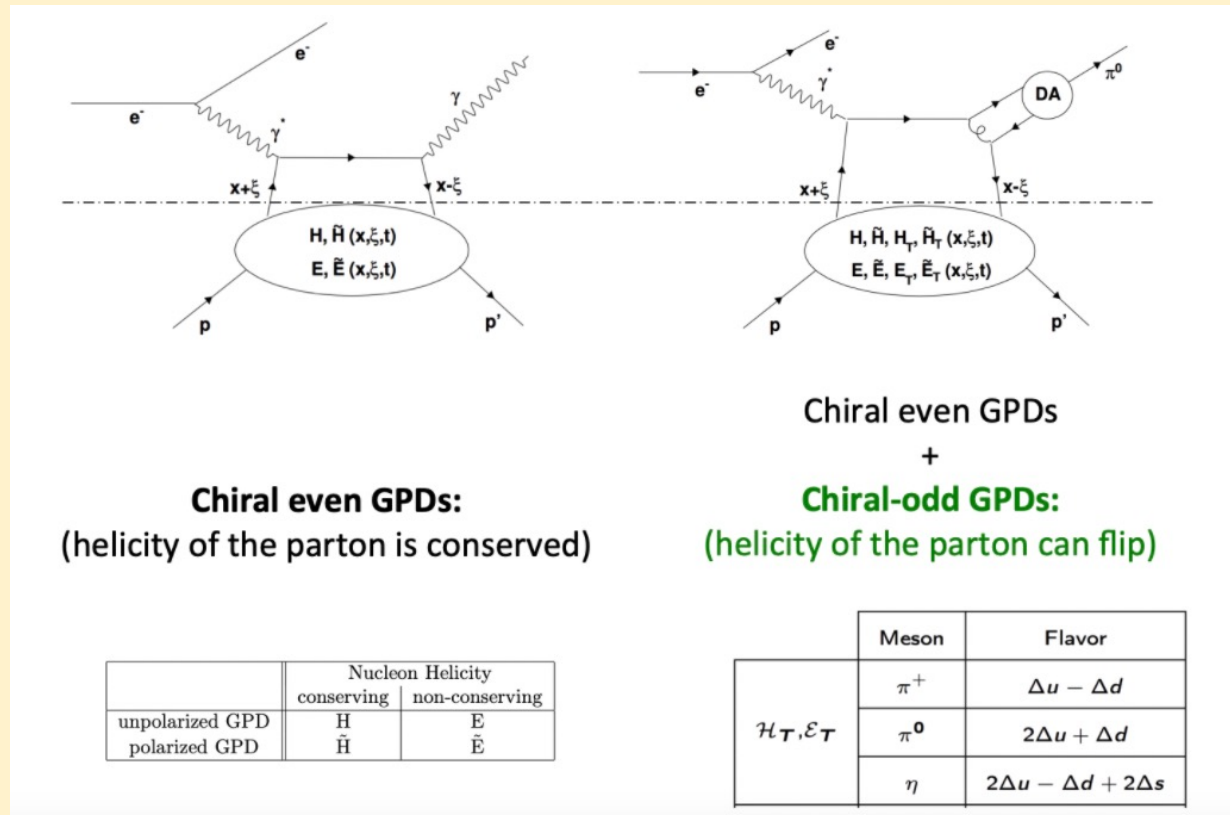 e⁻
e⁻
γ*
γ
x+ξ
x-ξ
H, H̃ (x,ξ,t)
E, Ẽ (x,ξ,t)
p
p'
e⁻
e⁻
γ*
DA
π⁰
x+ξ
x-ξ
H, H̃, H_T, H̃_T (x,ξ,t)
E, Ẽ, E_T, Ẽ_T (x,ξ,t)
p
p'
Chiral even GPDs:
(helicity of the parton is conserved)
Chiral even GPDs
+
Chiral-odd GPDs:
(helicity of the parton can flip)
Nucleon Helicity
conserving non-conserving
unpolarized GPD H E
polarized GPD H̃ Ẽ
Meson Flavor
π⁺ Δu − Δd
ℋ_T, ℰ_T π⁰ 2Δu + Δd
η 2Δu − Δd + 2Δs